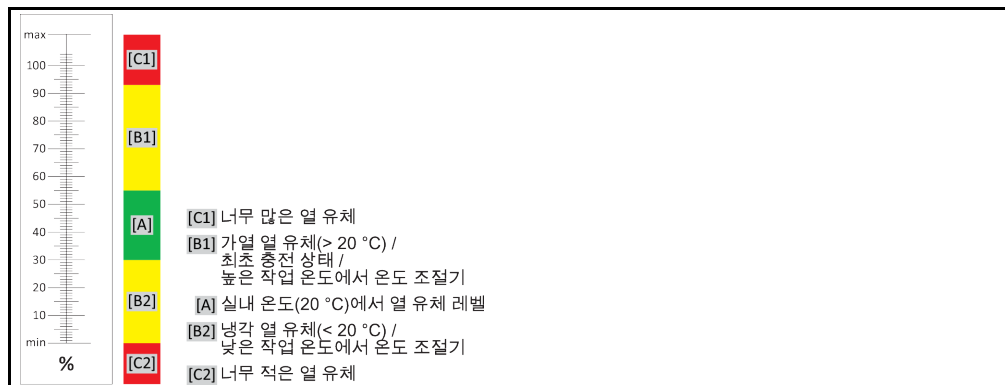 max
100
90
80
70
60
50
40
30
20
10
min
%
[C1]
[B1]
[A]
[B2]
[C2]
[C1] 너무 많은 열 유체
[B1] 가열 열 유체(> 20 °C) /
최초 충전 상태 /
높은 작업 온도에서 온도 조절기
[A] 실내 온도(20 °C)에서 열 유체 레벨
[B2] 냉각 열 유체(< 20 °C) /
낮은 작업 온도에서 온도 조절기
[C2] 너무 적은 열 유체